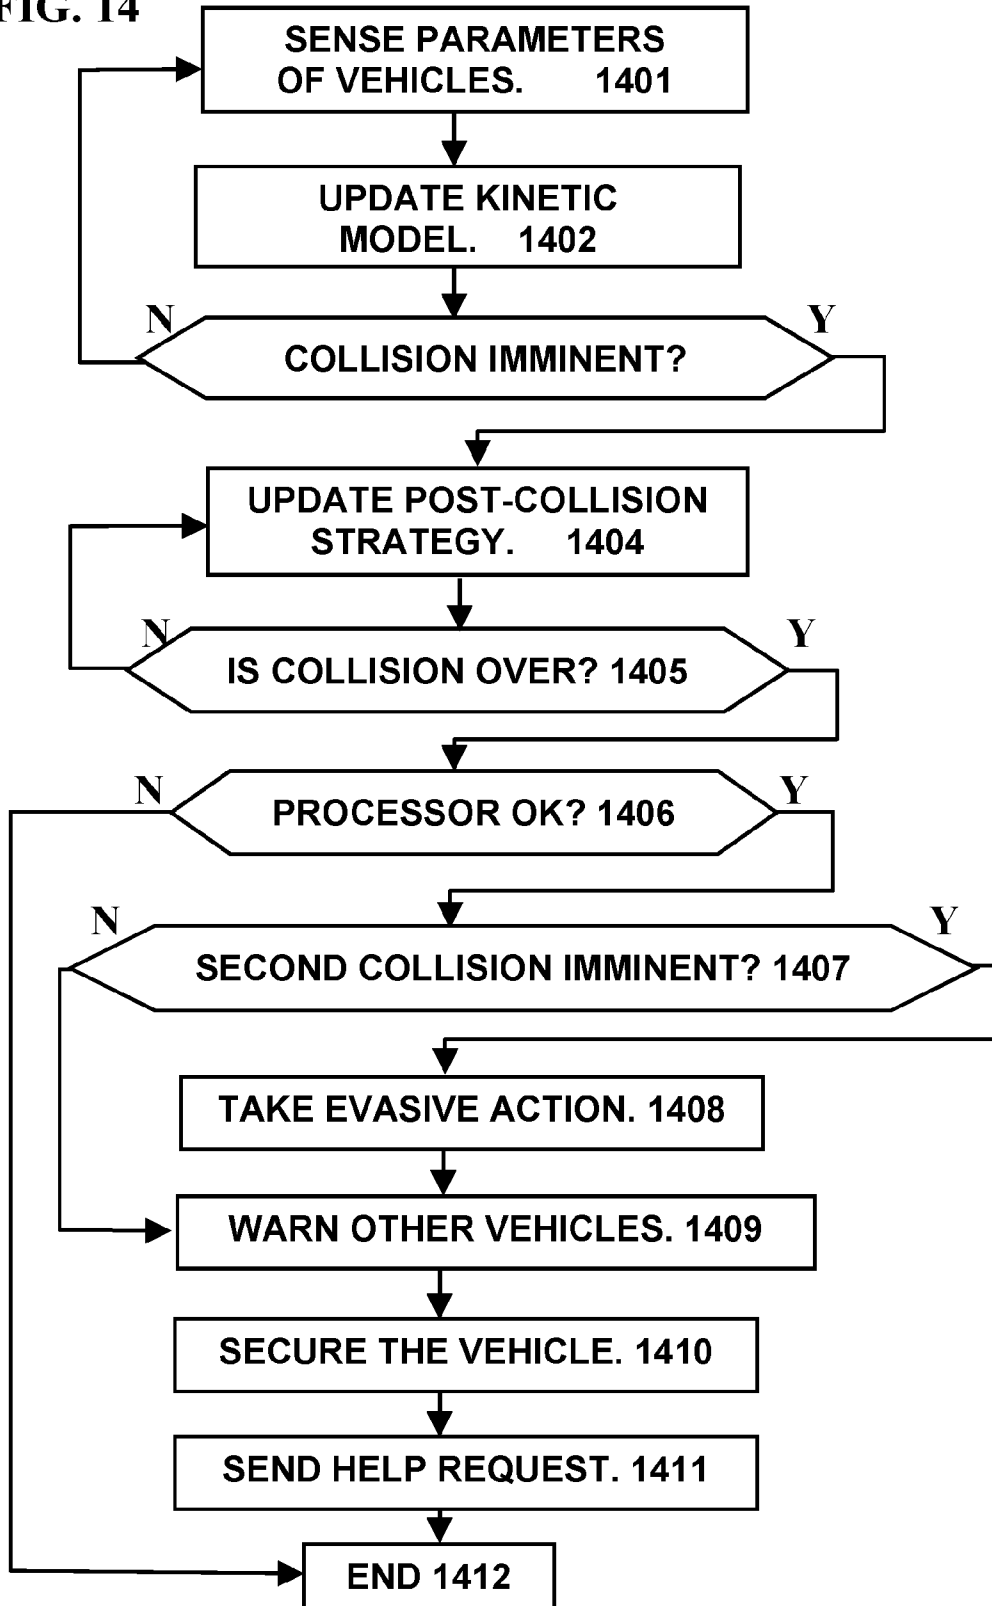 FIG. 14
SENSE PARAMETERS
OF VEHICLES. 1401
UPDATE KINETIC
MODEL. 1402
N
Y
COLLISION IMMINENT?
UPDATE POST-COLLISION
STRATEGY. 1404
N
Y
IS COLLISION OVER? 1405
N
Y
PROCESSOR OK? 1406
N
Y
SECOND COLLISION IMMINENT? 1407
TAKE EVASIVE ACTION. 1408
WARN OTHER VEHICLES. 1409
SECURE THE VEHICLE. 1410
SEND HELP REQUEST. 1411
END 1412